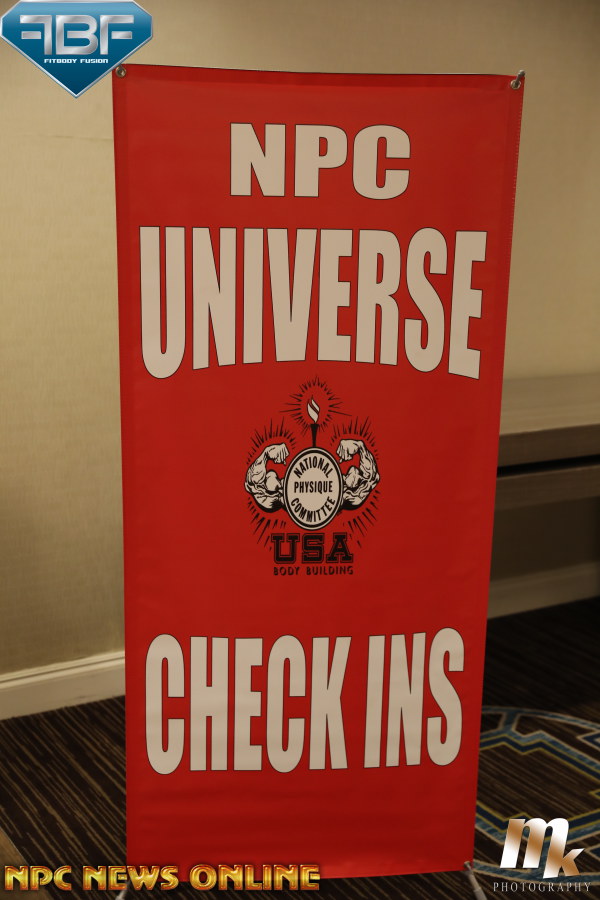 FBF
FITBODY FUSION
NPC
UNIVERSE
NATIONAL
PHYSIQUE
COMMITTEE
USA
BODY BUILDING
CHECK INS
NPC NEWS ONLINE
mk
PHOTOGRAPHY